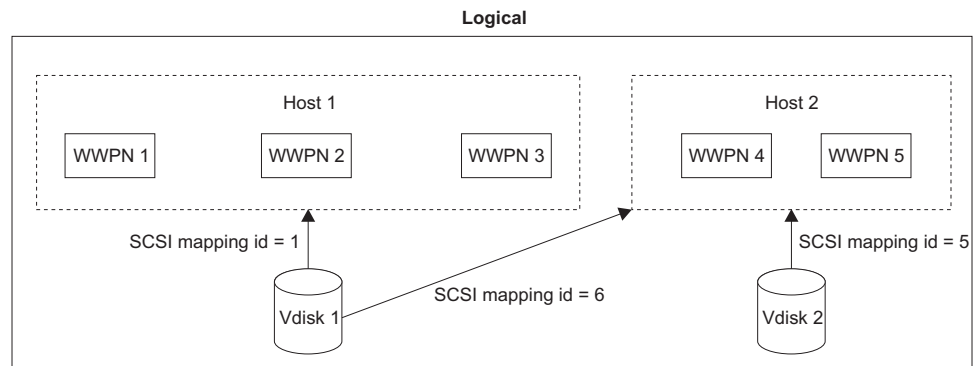 Logical
Host 1
Host 2
WWPN 1
WWPN 2
WWPN 3
WWPN 4
WWPN 5
SCSI mapping id = 1
SCSI mapping id = 5
SCSI mapping id = 6
Vdisk 1
Vdisk 2